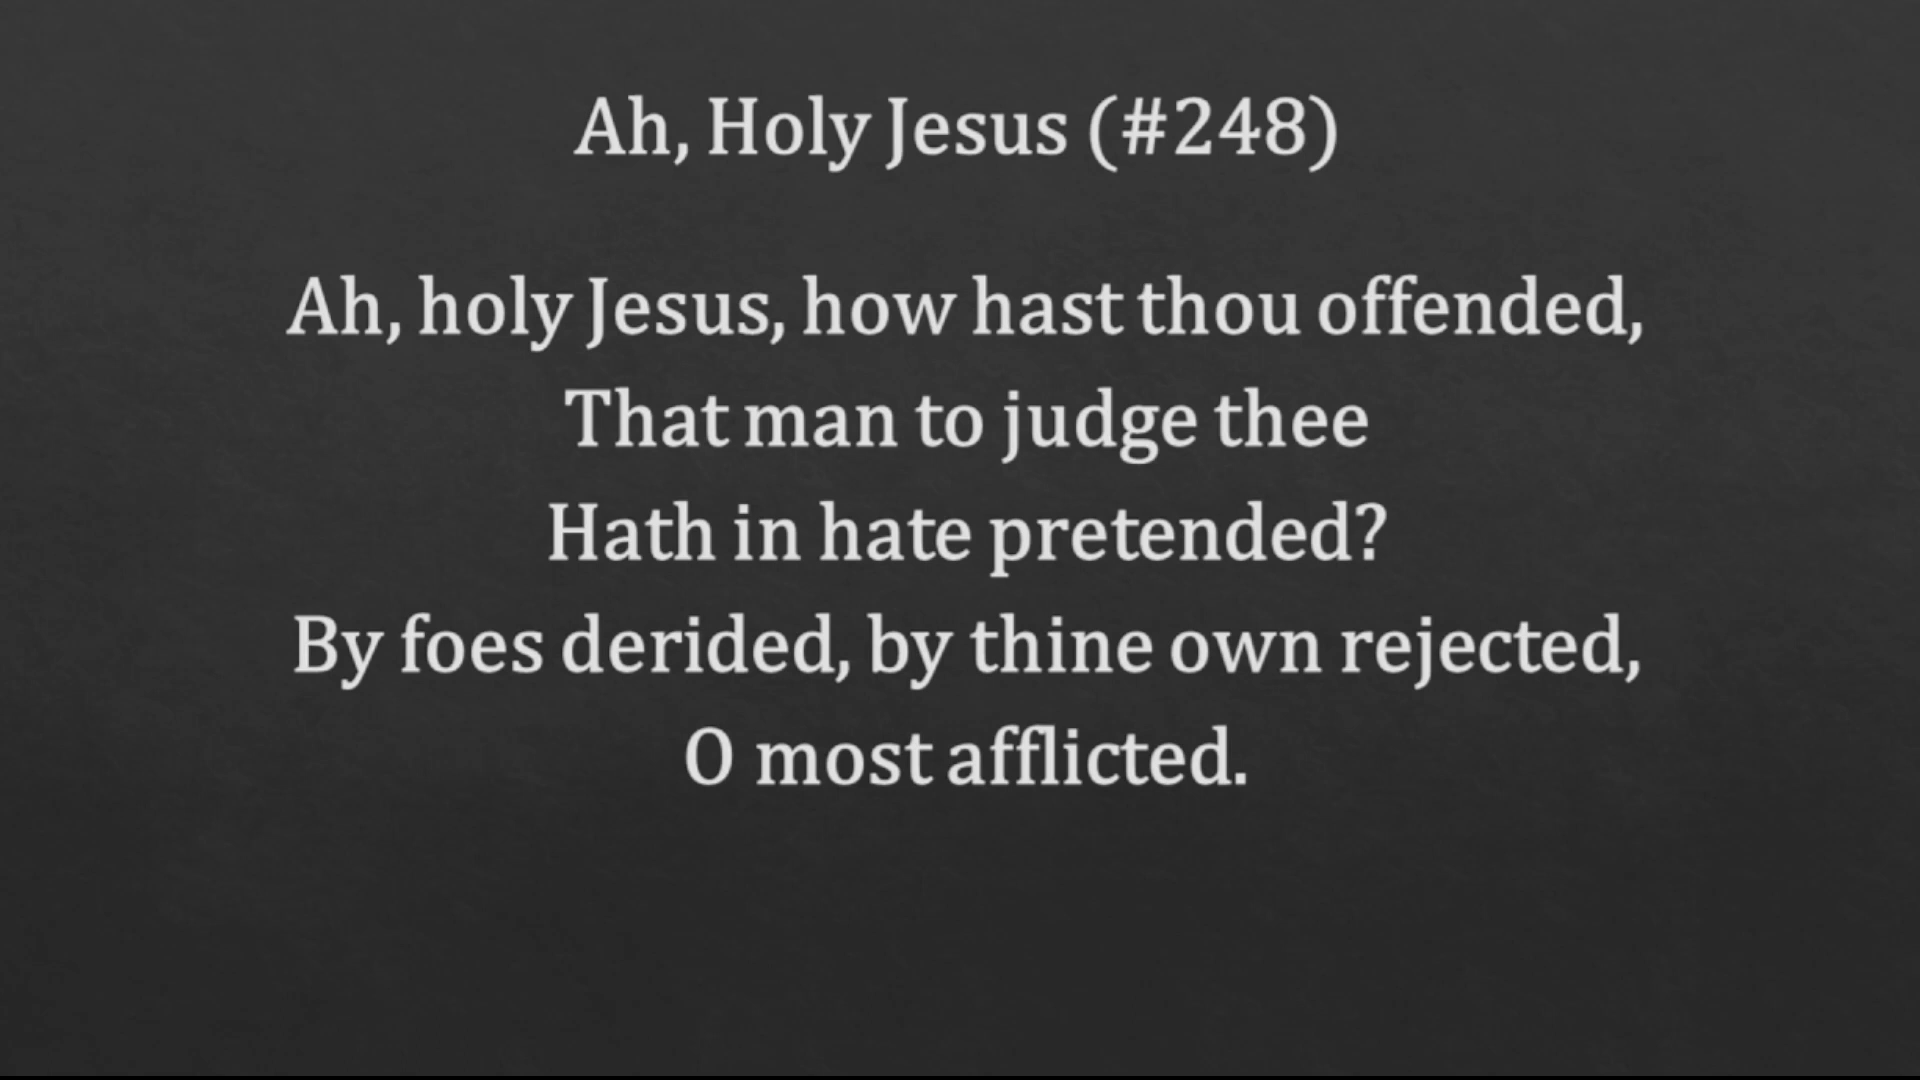 Ah, Holy Jesus (#248)
Ah, holy Jesus, how hast thou offended,
That man to judge thee
Hath in hate pretended?
By foes derided, by thine own rejected,
O most afflicted.